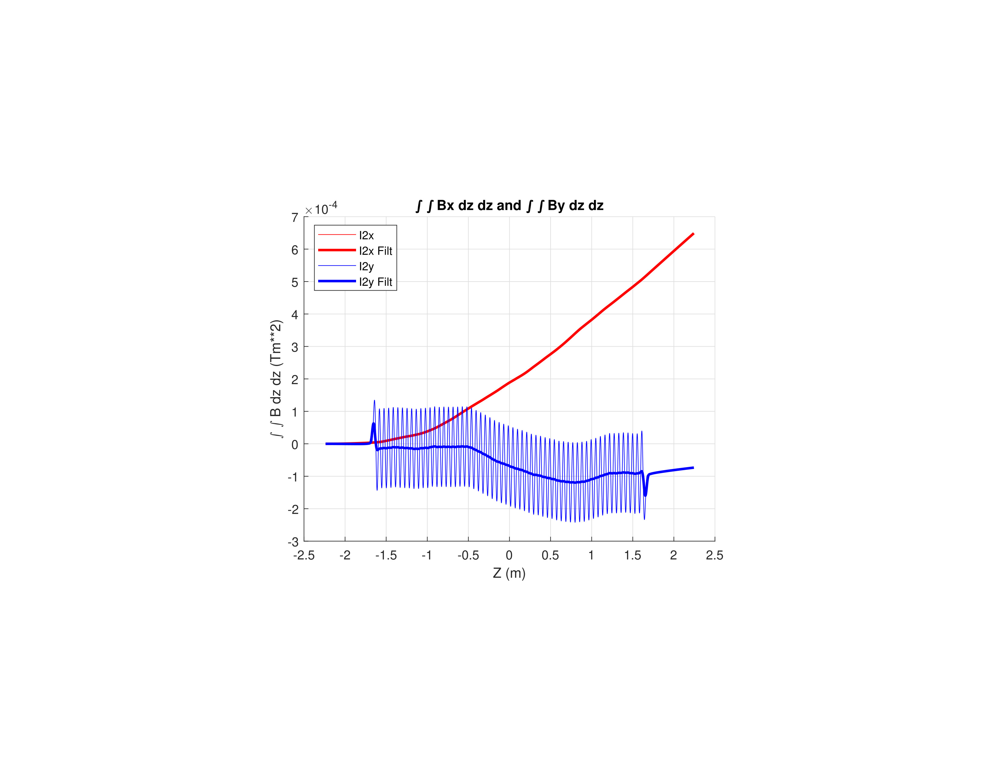 ∫ ∫ Bx dz dz and ∫ ∫ By dz dz
×10-4
7
6
5
4
3
2
1
0
-1
-2
-3
I2x
I2x Filt
I2y
I2y Filt
∫ ∫ B dz dz (Tm**2)
-2.5 -2 -1.5 -1 -0.5 0 0.5 1 1.5 2 2.5
Z (m)